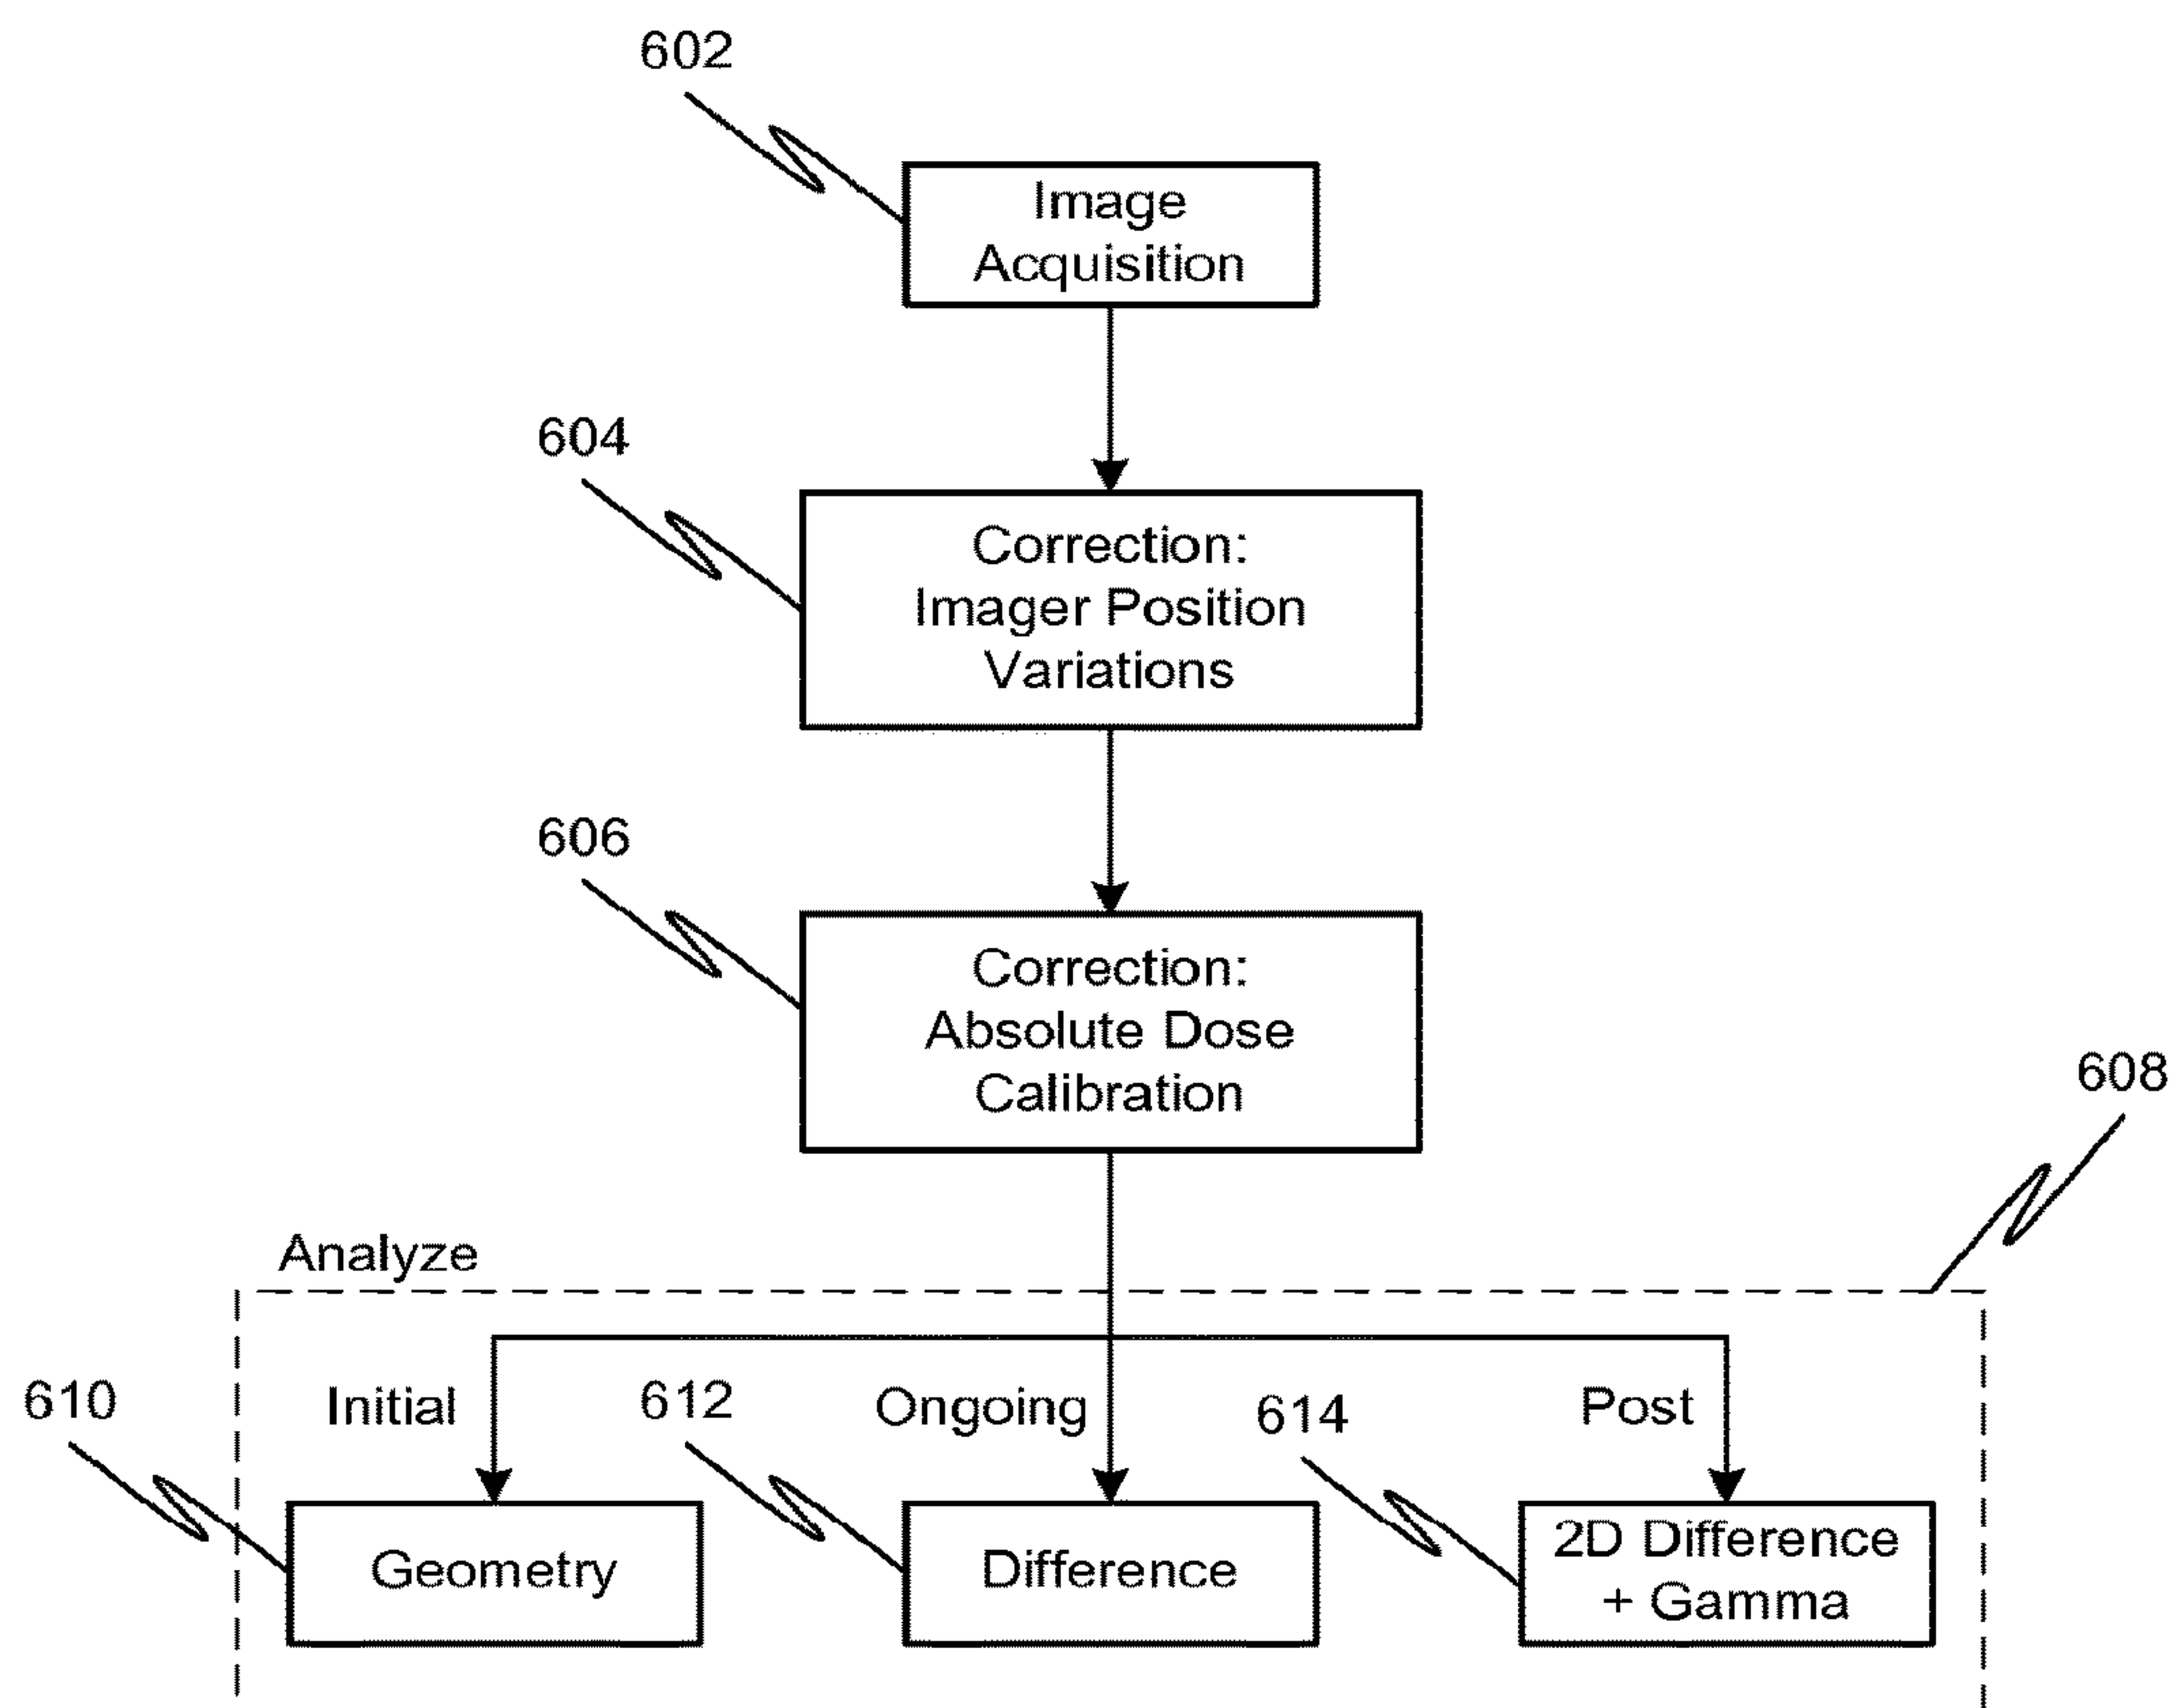 602
Image
Acquisition
604
Correction:
Imager Position
Variations
606
Correction:
Absolute Dose
Calibration
608
Analyze
610
Initial
612
Ongoing
614
Post
Geometry
Difference
2D Difference
+ Gamma